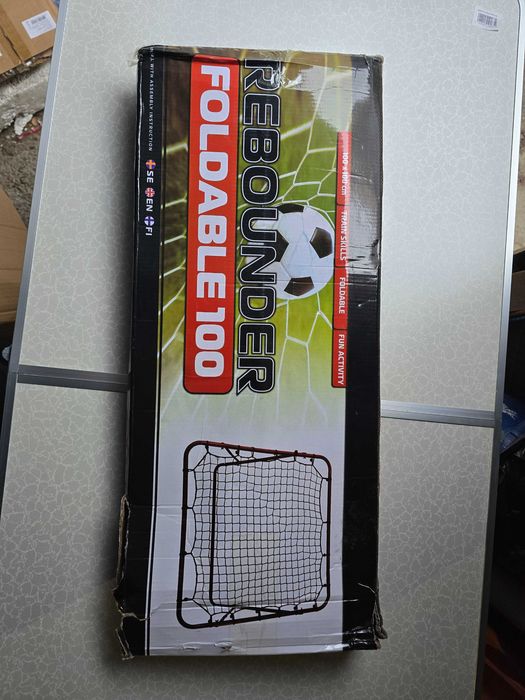 REBOUNDER
FOLDABLE 100
100 x 100 cm
TRAIN SKILLS
FOLDABLE
FUN ACTIVITY
WITH ASSEMBLY INSTRUCTION
SE EN FI